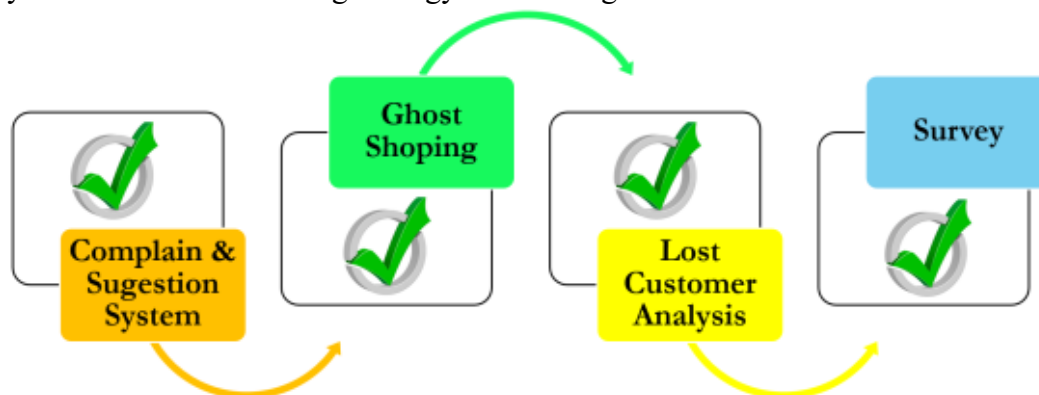 Complain &
Sugestion
System
Ghost
Shoping
Lost
Customer
Analysis
Survey